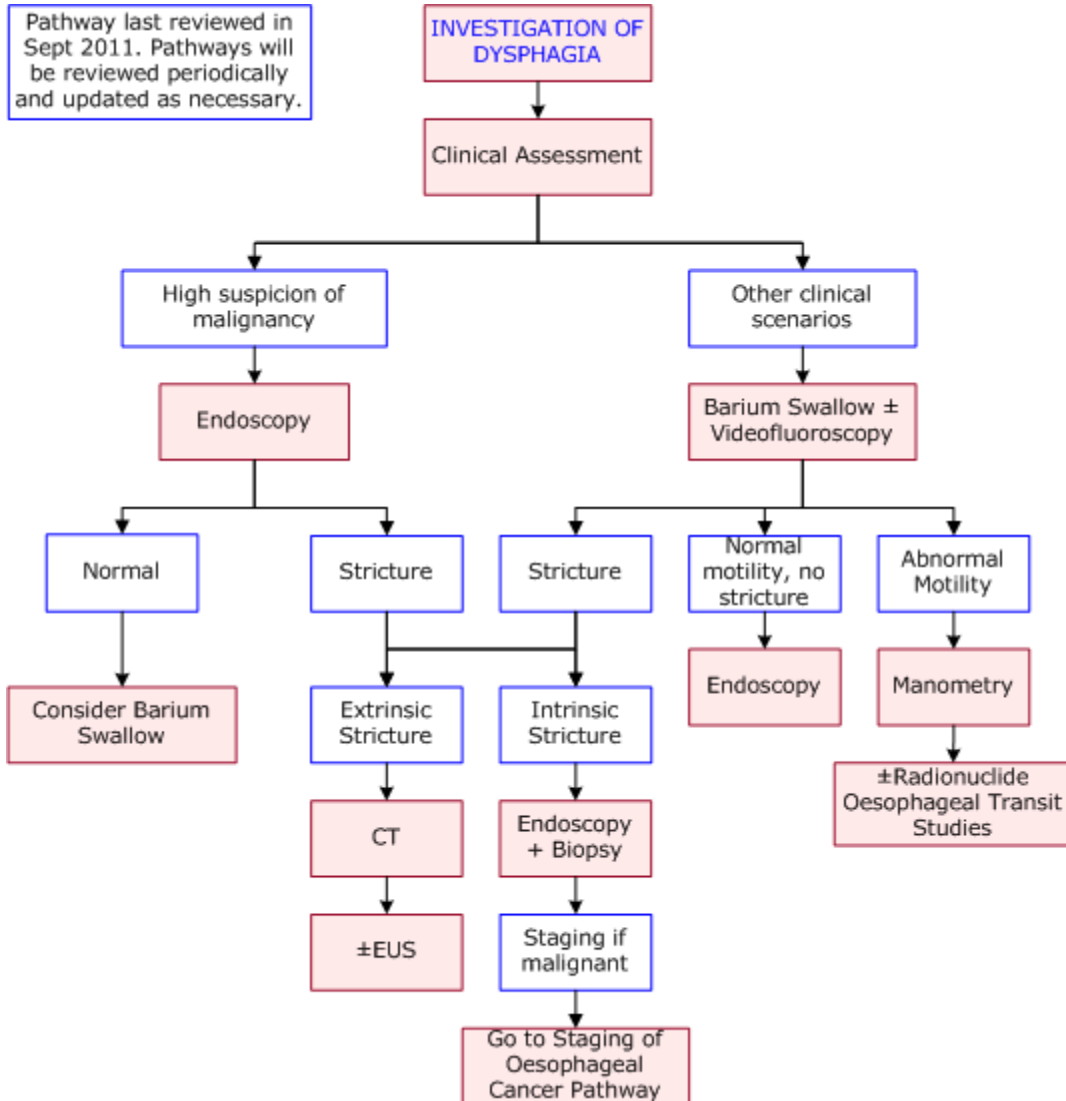 Pathway last reviewed in
Sept 2011. Pathways will
be reviewed periodically
and updated as necessary.
INVESTIGATION OF
DYSPHAGIA
Clinical Assessment
High suspicion of
malignancy
Other clinical
scenarios
Endoscopy
Barium Swallow ±
Videofluoroscopy
Normal
Stricture
Stricture
Normal
motility, no
stricture
Abnormal
Motility
Consider Barium
Swallow
Extrinsic
Stricture
Intrinsic
Stricture
Endoscopy
Manometry
CT
Endoscopy
+ Biopsy
±Radionuclide
Oesophageal Transit
Studies
±EUS
Staging if
malignant
Go to Staging of
Oesophageal
Cancer Pathway